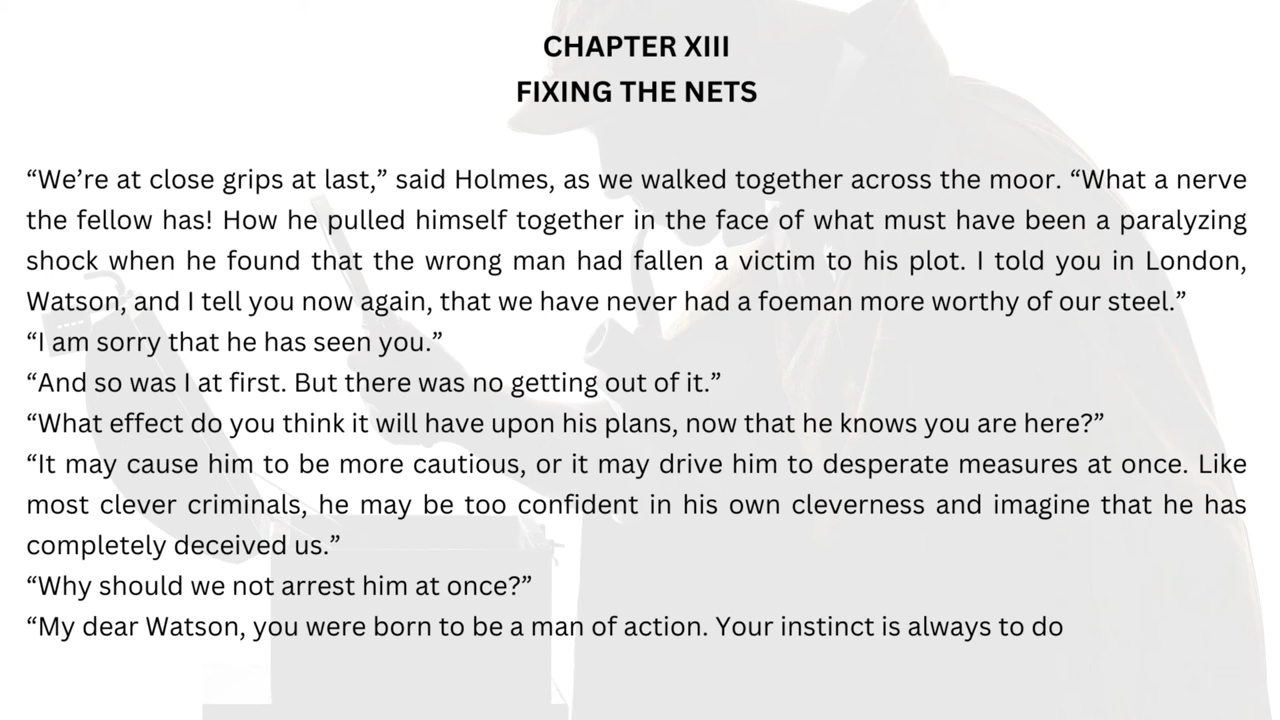 CHAPTER XIII
FIXING THE NETS
“We’re at close grips at last,” said Holmes, as we walked together across the moor. “What a nerve
the fellow has! How he pulled himself together in the face of what must have been a paralyzing
shock when he found that the wrong man had fallen a victim to his plot. I told you in London,
Watson, and I tell you now again, that we have never had a foeman more worthy of our steel.”
“I am sorry that he has seen you.”
“And so was I at first. But there was no getting out of it.”
“What effect do you think it will have upon his plans, now that he knows you are here?”
“It may cause him to be more cautious, or it may drive him to desperate measures at once. Like
most clever criminals, he may be too confident in his own cleverness and imagine that he has
completely deceived us.”
“Why should we not arrest him at once?”
“My dear Watson, you were born to be a man of action. Your instinct is always to do